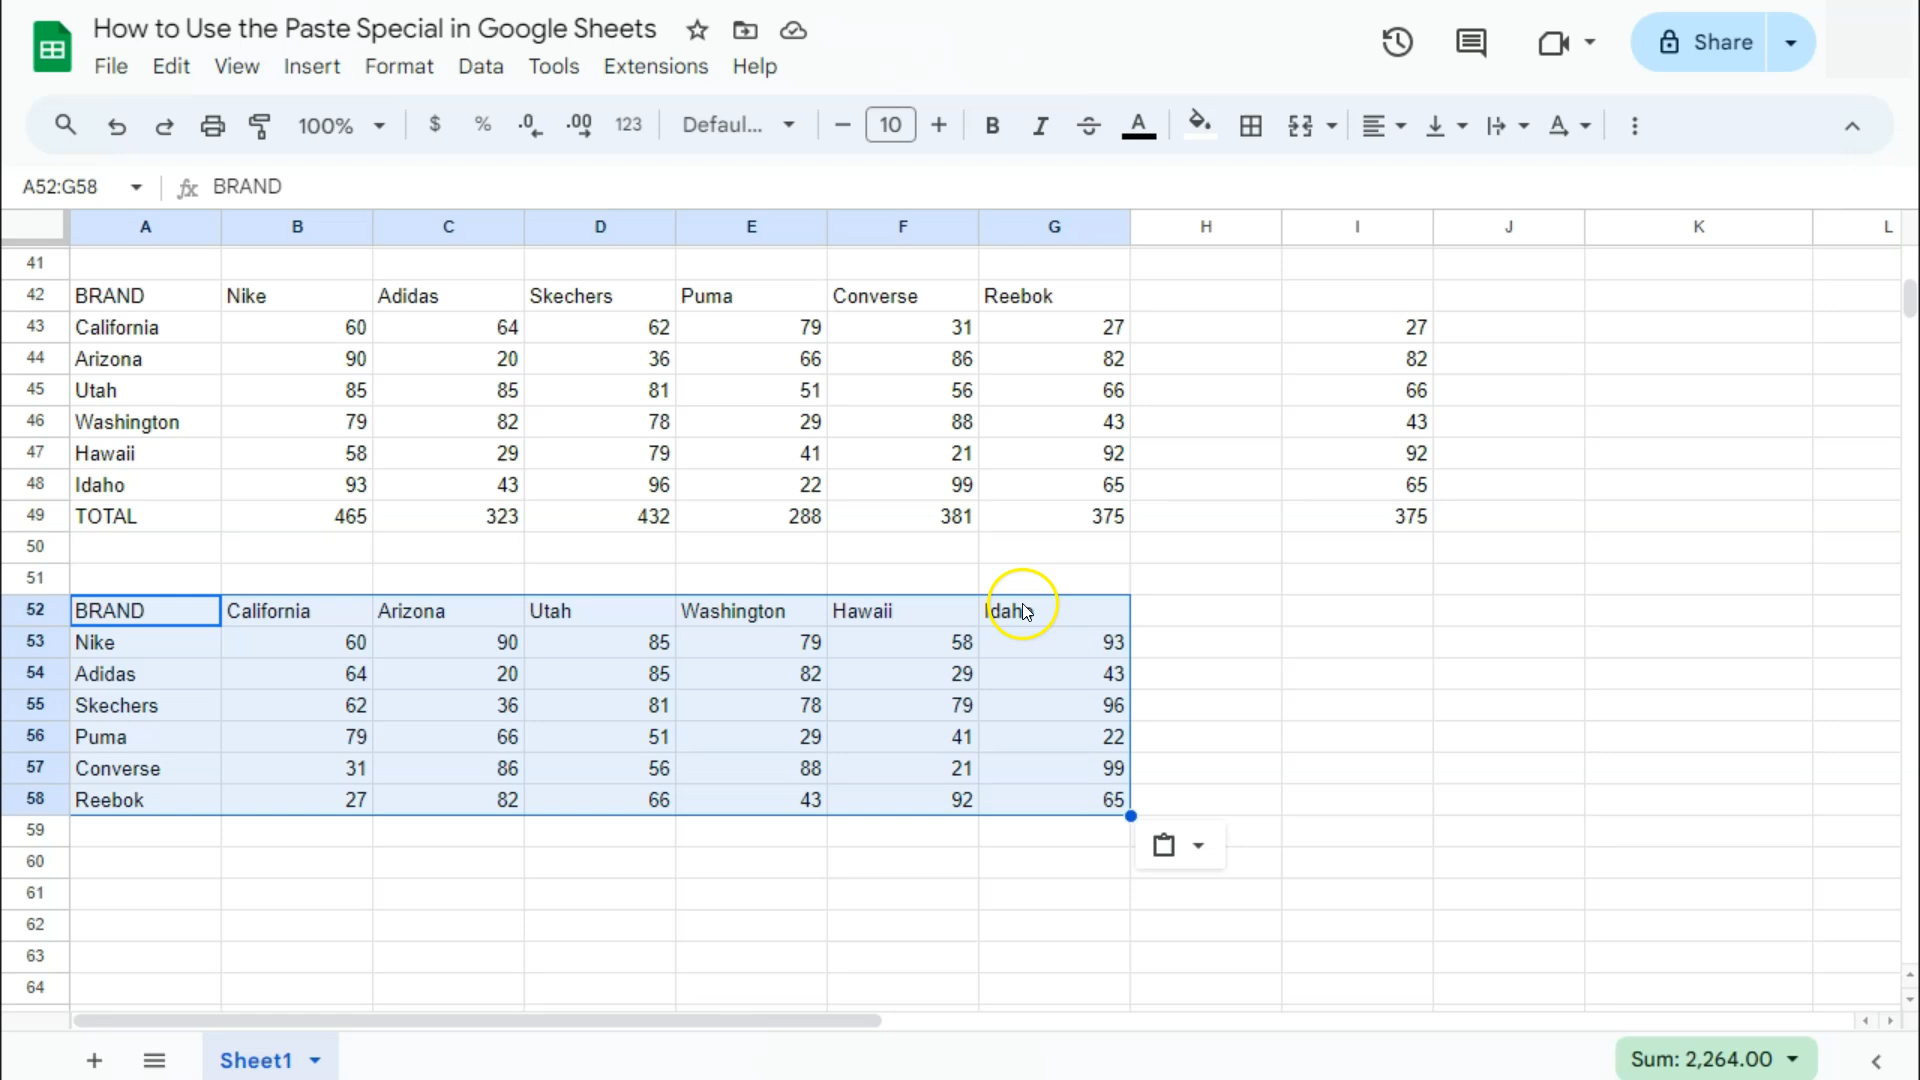 How to Use the Paste Special in Google Sheets
Share
File Edit View Insert Format Data Tools Extensions Help
100% $ % .0 .00 123 Defaul... 10 B I S A A
A52:G58 fx BRAND
A B C D E F G H I J K L
41
42 BRAND Nike Adidas Skechers Puma Converse Reebok
43 California 60 64 62 79 31 27 27
44 Arizona 90 20 36 66 86 82 82
45 Utah 85 85 81 51 56 66 66
46 Washington 79 82 78 29 88 43 43
47 Hawaii 58 29 79 41 21 92 92
48 Idaho 93 43 96 22 99 65 65
49 TOTAL 465 323 432 288 381 375 375
50
51
52 BRAND California Arizona Utah Washington Hawaii Idaho
53 Nike 60 90 85 79 58 93
54 Adidas 64 20 85 82 29 43
55 Skechers 62 36 81 78 79 96
56 Puma 79 66 51 29 41 22
57 Converse 31 86 56 88 21 99
58 Reebok 27 82 66 43 92 65
59
60
61
62
63
64
Sheet1 Sum: 2,264.00